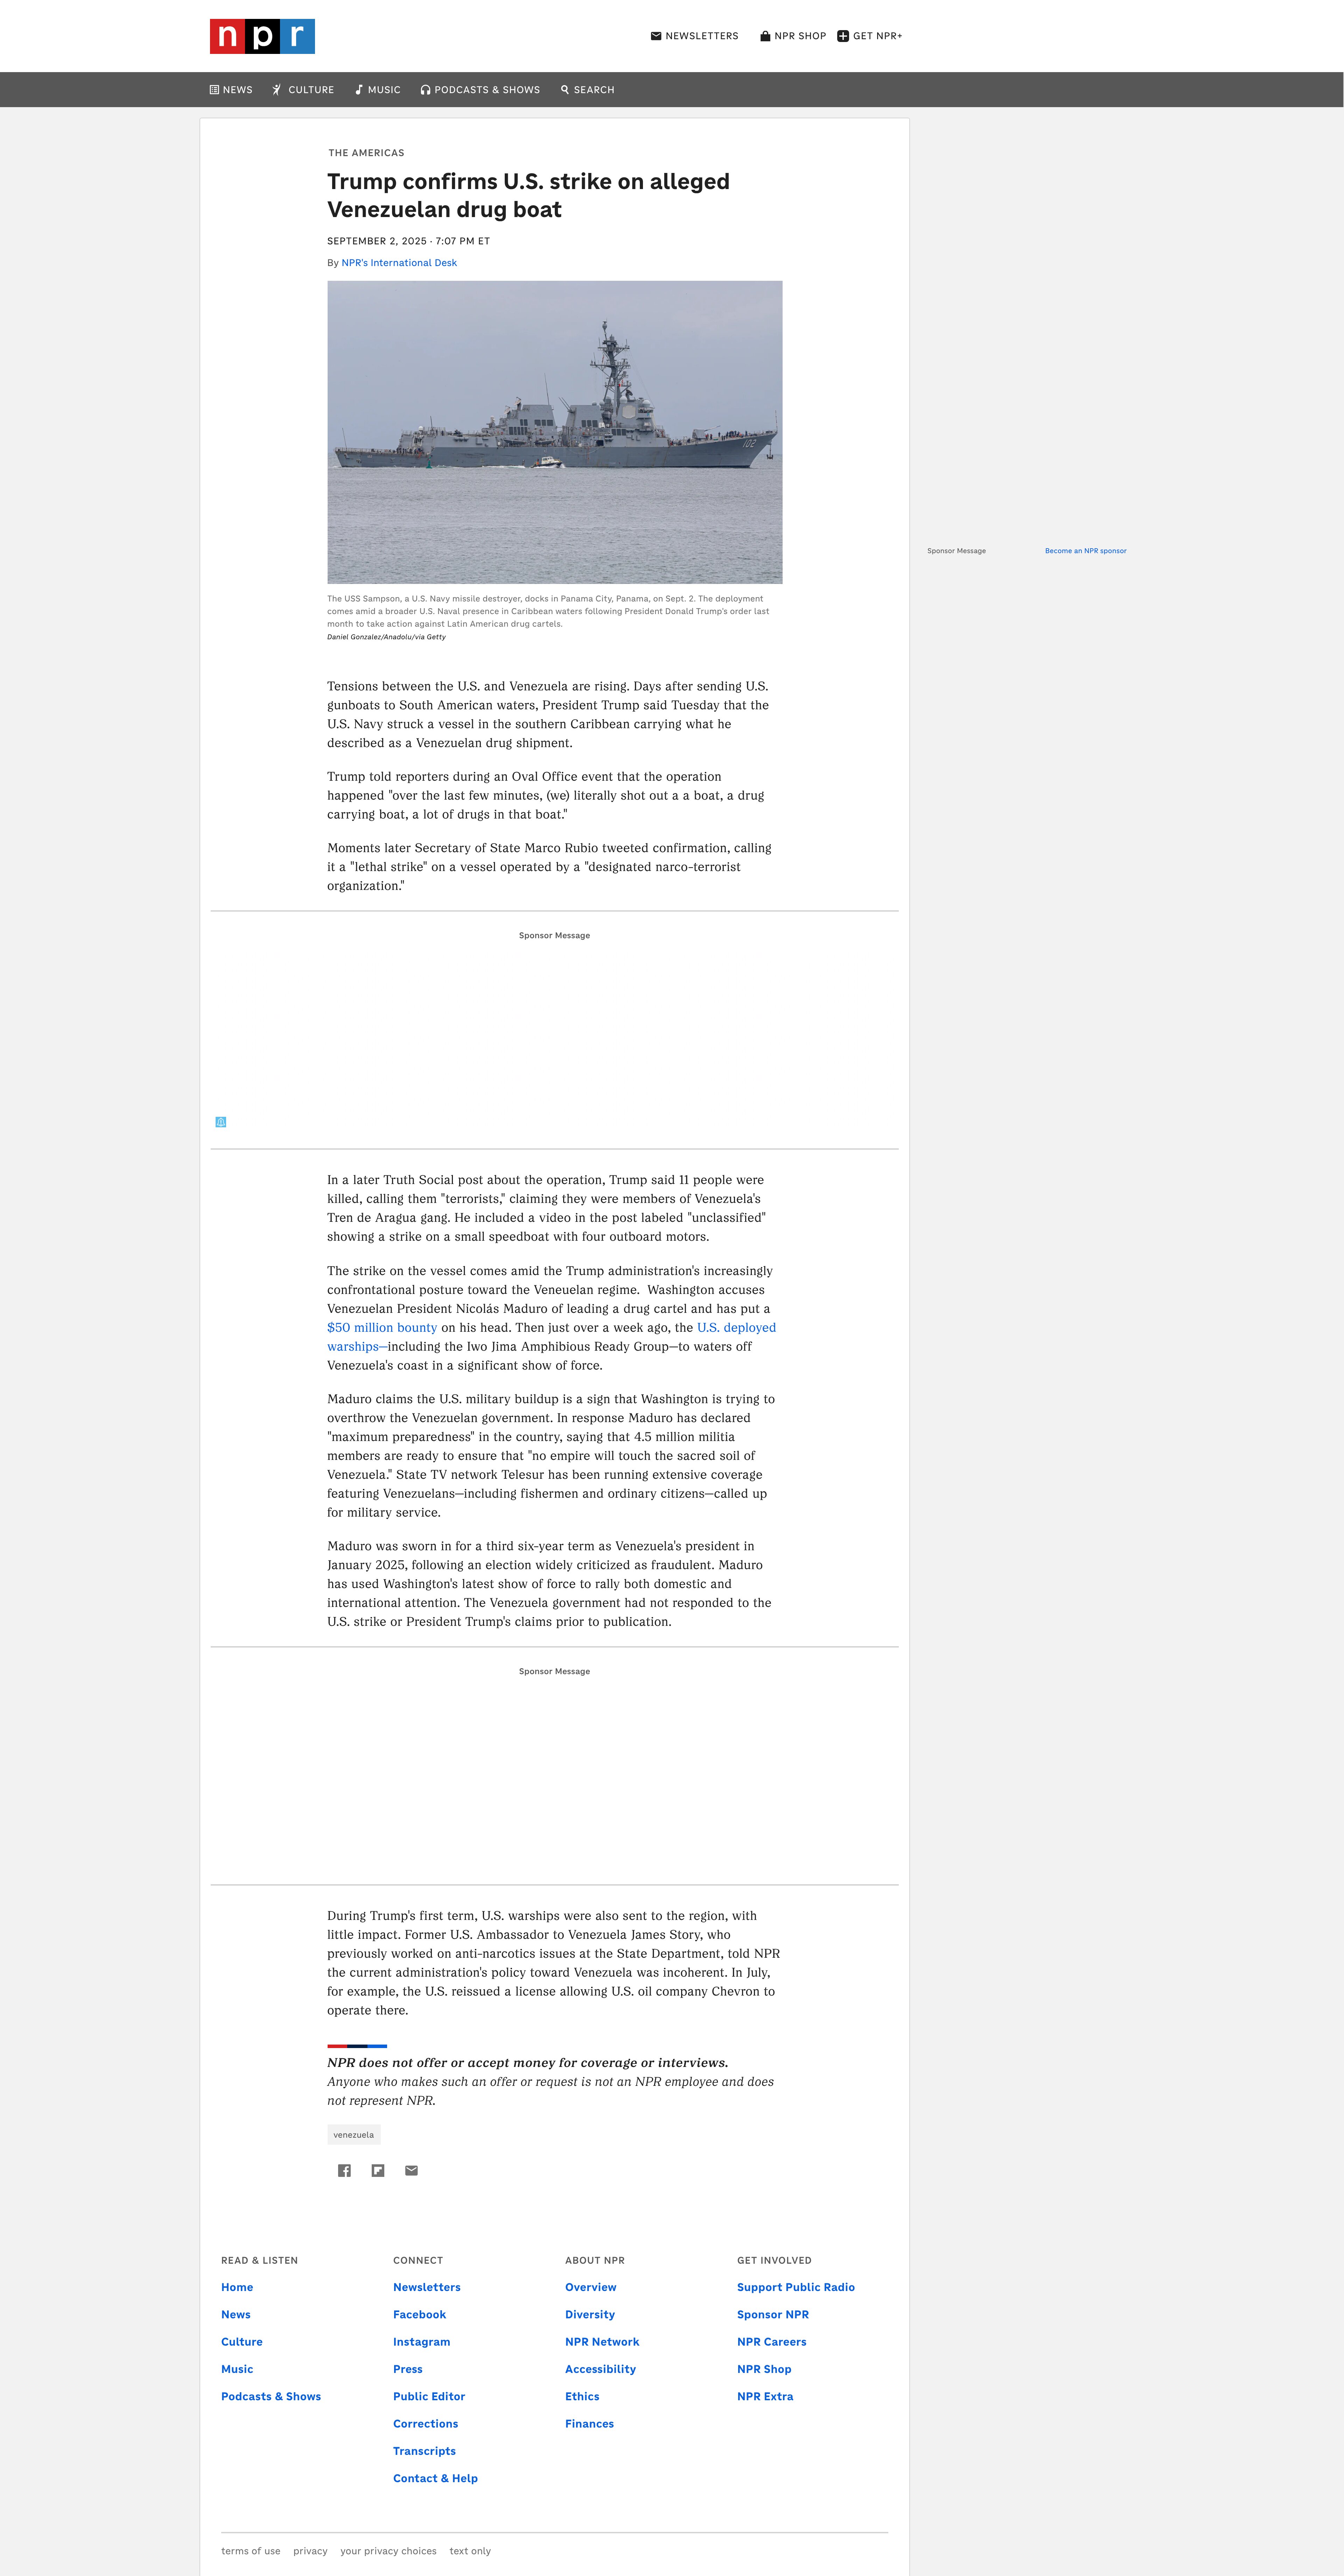 npr
NEWSLETTERS
NPR SHOP
GET NPR+
NEWS
CULTURE
MUSIC
PODCASTS & SHOWS
SEARCH
THE AMERICAS
Trump confirms U.S. strike on alleged
Venezuelan drug boat
SEPTEMBER 2, 2025 · 7:07 PM ET
By NPR's International Desk
102
The USS Sampson, a U.S. Navy missile destroyer, docks in Panama City, Panama, on Sept. 2. The deployment
comes amid a broader U.S. Naval presence in Caribbean waters following President Donald Trump's order last
month to take action against Latin American drug cartels.
Daniel Gonzalez/Anadolu/via Getty
Sponsor Message
Become an NPR sponsor
Tensions between the U.S. and Venezuela are rising. Days after sending U.S.
gunboats to South American waters, President Trump said Tuesday that the
U.S. Navy struck a vessel in the southern Caribbean carrying what he
described as a Venezuelan drug shipment.
Trump told reporters during an Oval Office event that the operation
happened "over the last few minutes, (we) literally shot out a a boat, a drug
carrying boat, a lot of drugs in that boat."
Moments later Secretary of State Marco Rubio tweeted confirmation, calling
it a "lethal strike" on a vessel operated by a "designated narco-terrorist
organization."
Sponsor Message
In a later Truth Social post about the operation, Trump said 11 people were
killed, calling them "terrorists," claiming they were members of Venezuela's
Tren de Aragua gang. He included a video in the post labeled "unclassified"
showing a strike on a small speedboat with four outboard motors.
The strike on the vessel comes amid the Trump administration's increasingly
confrontational posture toward the Veneuelan regime.  Washington accuses
Venezuelan President Nicolás Maduro of leading a drug cartel and has put a
$50 million bounty on his head. Then just over a week ago, the U.S. deployed
warships—including the Iwo Jima Amphibious Ready Group—to waters off
Venezuela's coast in a significant show of force.
Maduro claims the U.S. military buildup is a sign that Washington is trying to
overthrow the Venezuelan government. In response Maduro has declared
"maximum preparedness" in the country, saying that 4.5 million militia
members are ready to ensure that "no empire will touch the sacred soil of
Venezuela." State TV network Telesur has been running extensive coverage
featuring Venezuelans—including fishermen and ordinary citizens—called up
for military service.
Maduro was sworn in for a third six-year term as Venezuela's president in
January 2025, following an election widely criticized as fraudulent. Maduro
has used Washington's latest show of force to rally both domestic and
international attention. The Venezuela government had not responded to the
U.S. strike or President Trump's claims prior to publication.
Sponsor Message
During Trump's first term, U.S. warships were also sent to the region, with
little impact. Former U.S. Ambassador to Venezuela James Story, who
previously worked on anti-narcotics issues at the State Department, told NPR
the current administration's policy toward Venezuela was incoherent. In July,
for example, the U.S. reissued a license allowing U.S. oil company Chevron to
operate there.
NPR does not offer or accept money for coverage or interviews.
Anyone who makes such an offer or request is not an NPR employee and does
not represent NPR.
venezuela
READ & LISTEN
Home
News
Culture
Music
Podcasts & Shows
CONNECT
Newsletters
Facebook
Instagram
Press
Public Editor
Corrections
Transcripts
Contact & Help
ABOUT NPR
Overview
Diversity
NPR Network
Accessibility
Ethics
Finances
GET INVOLVED
Support Public Radio
Sponsor NPR
NPR Careers
NPR Shop
NPR Extra
terms of use
privacy
your privacy choices
text only